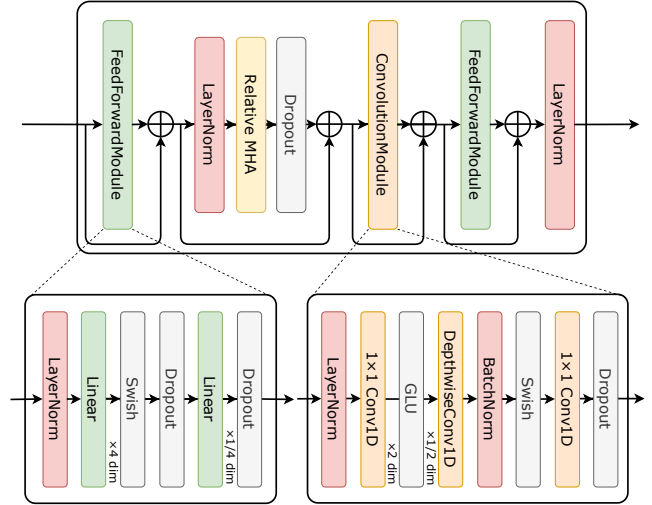 FeedForwardModule
LayerNorm
Relative MHA
Dropout
ConvolutionModule
FeedForwardModule
LayerNorm
LayerNorm
Linear
×4 dim
Swish
Dropout
Linear
×1/4 dim
Dropout
LayerNorm
1×1 Conv1D
×2 dim
GLU
×1/2 dim
DepthwiseConv1D
BatchNorm
Swish
1×1 Conv1D
Dropout